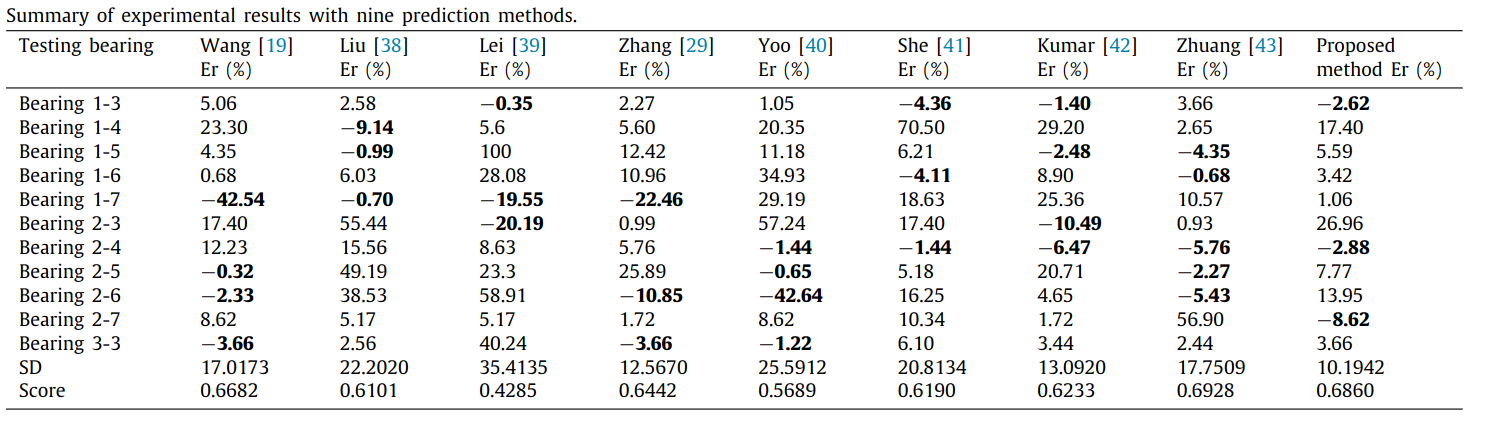 Summary of experimental results with nine prediction methods.
Testing bearing Wang [19] Liu [38] Lei [39] Zhang [29] Yoo [40] She [41] Kumar [42] Zhuang [43] Proposed
Er (%) Er (%) Er (%) Er (%) Er (%) Er (%) Er (%) Er (%) method Er (%)
Bearing 1-3 5.06 2.58 −0.35 2.27 1.05 −4.36 −1.40 3.66 −2.62
Bearing 1-4 23.30 −9.14 5.6 5.60 20.35 70.50 29.20 2.65 17.40
Bearing 1-5 4.35 −0.99 100 12.42 11.18 6.21 −2.48 −4.35 5.59
Bearing 1-6 0.68 6.03 28.08 10.96 34.93 −4.11 8.90 −0.68 3.42
Bearing 1-7 −42.54 −0.70 −19.55 −22.46 29.19 18.63 25.36 10.57 1.06
Bearing 2-3 17.40 55.44 −20.19 0.99 57.24 17.40 −10.49 0.93 26.96
Bearing 2-4 12.23 15.56 8.63 5.76 −1.44 −1.44 −6.47 −5.76 −2.88
Bearing 2-5 −0.32 49.19 23.3 25.89 −0.65 5.18 20.71 −2.27 7.77
Bearing 2-6 −2.33 38.53 58.91 −10.85 −42.64 16.25 4.65 −5.43 13.95
Bearing 2-7 8.62 5.17 5.17 1.72 8.62 10.34 1.72 56.90 −8.62
Bearing 3-3 −3.66 2.56 40.24 −3.66 −1.22 6.10 3.44 2.44 3.66
SD 17.0173 22.2020 35.4135 12.5670 25.5912 20.8134 13.0920 17.7509 10.1942
Score 0.6682 0.6101 0.4285 0.6442 0.5689 0.6190 0.6233 0.6928 0.6860